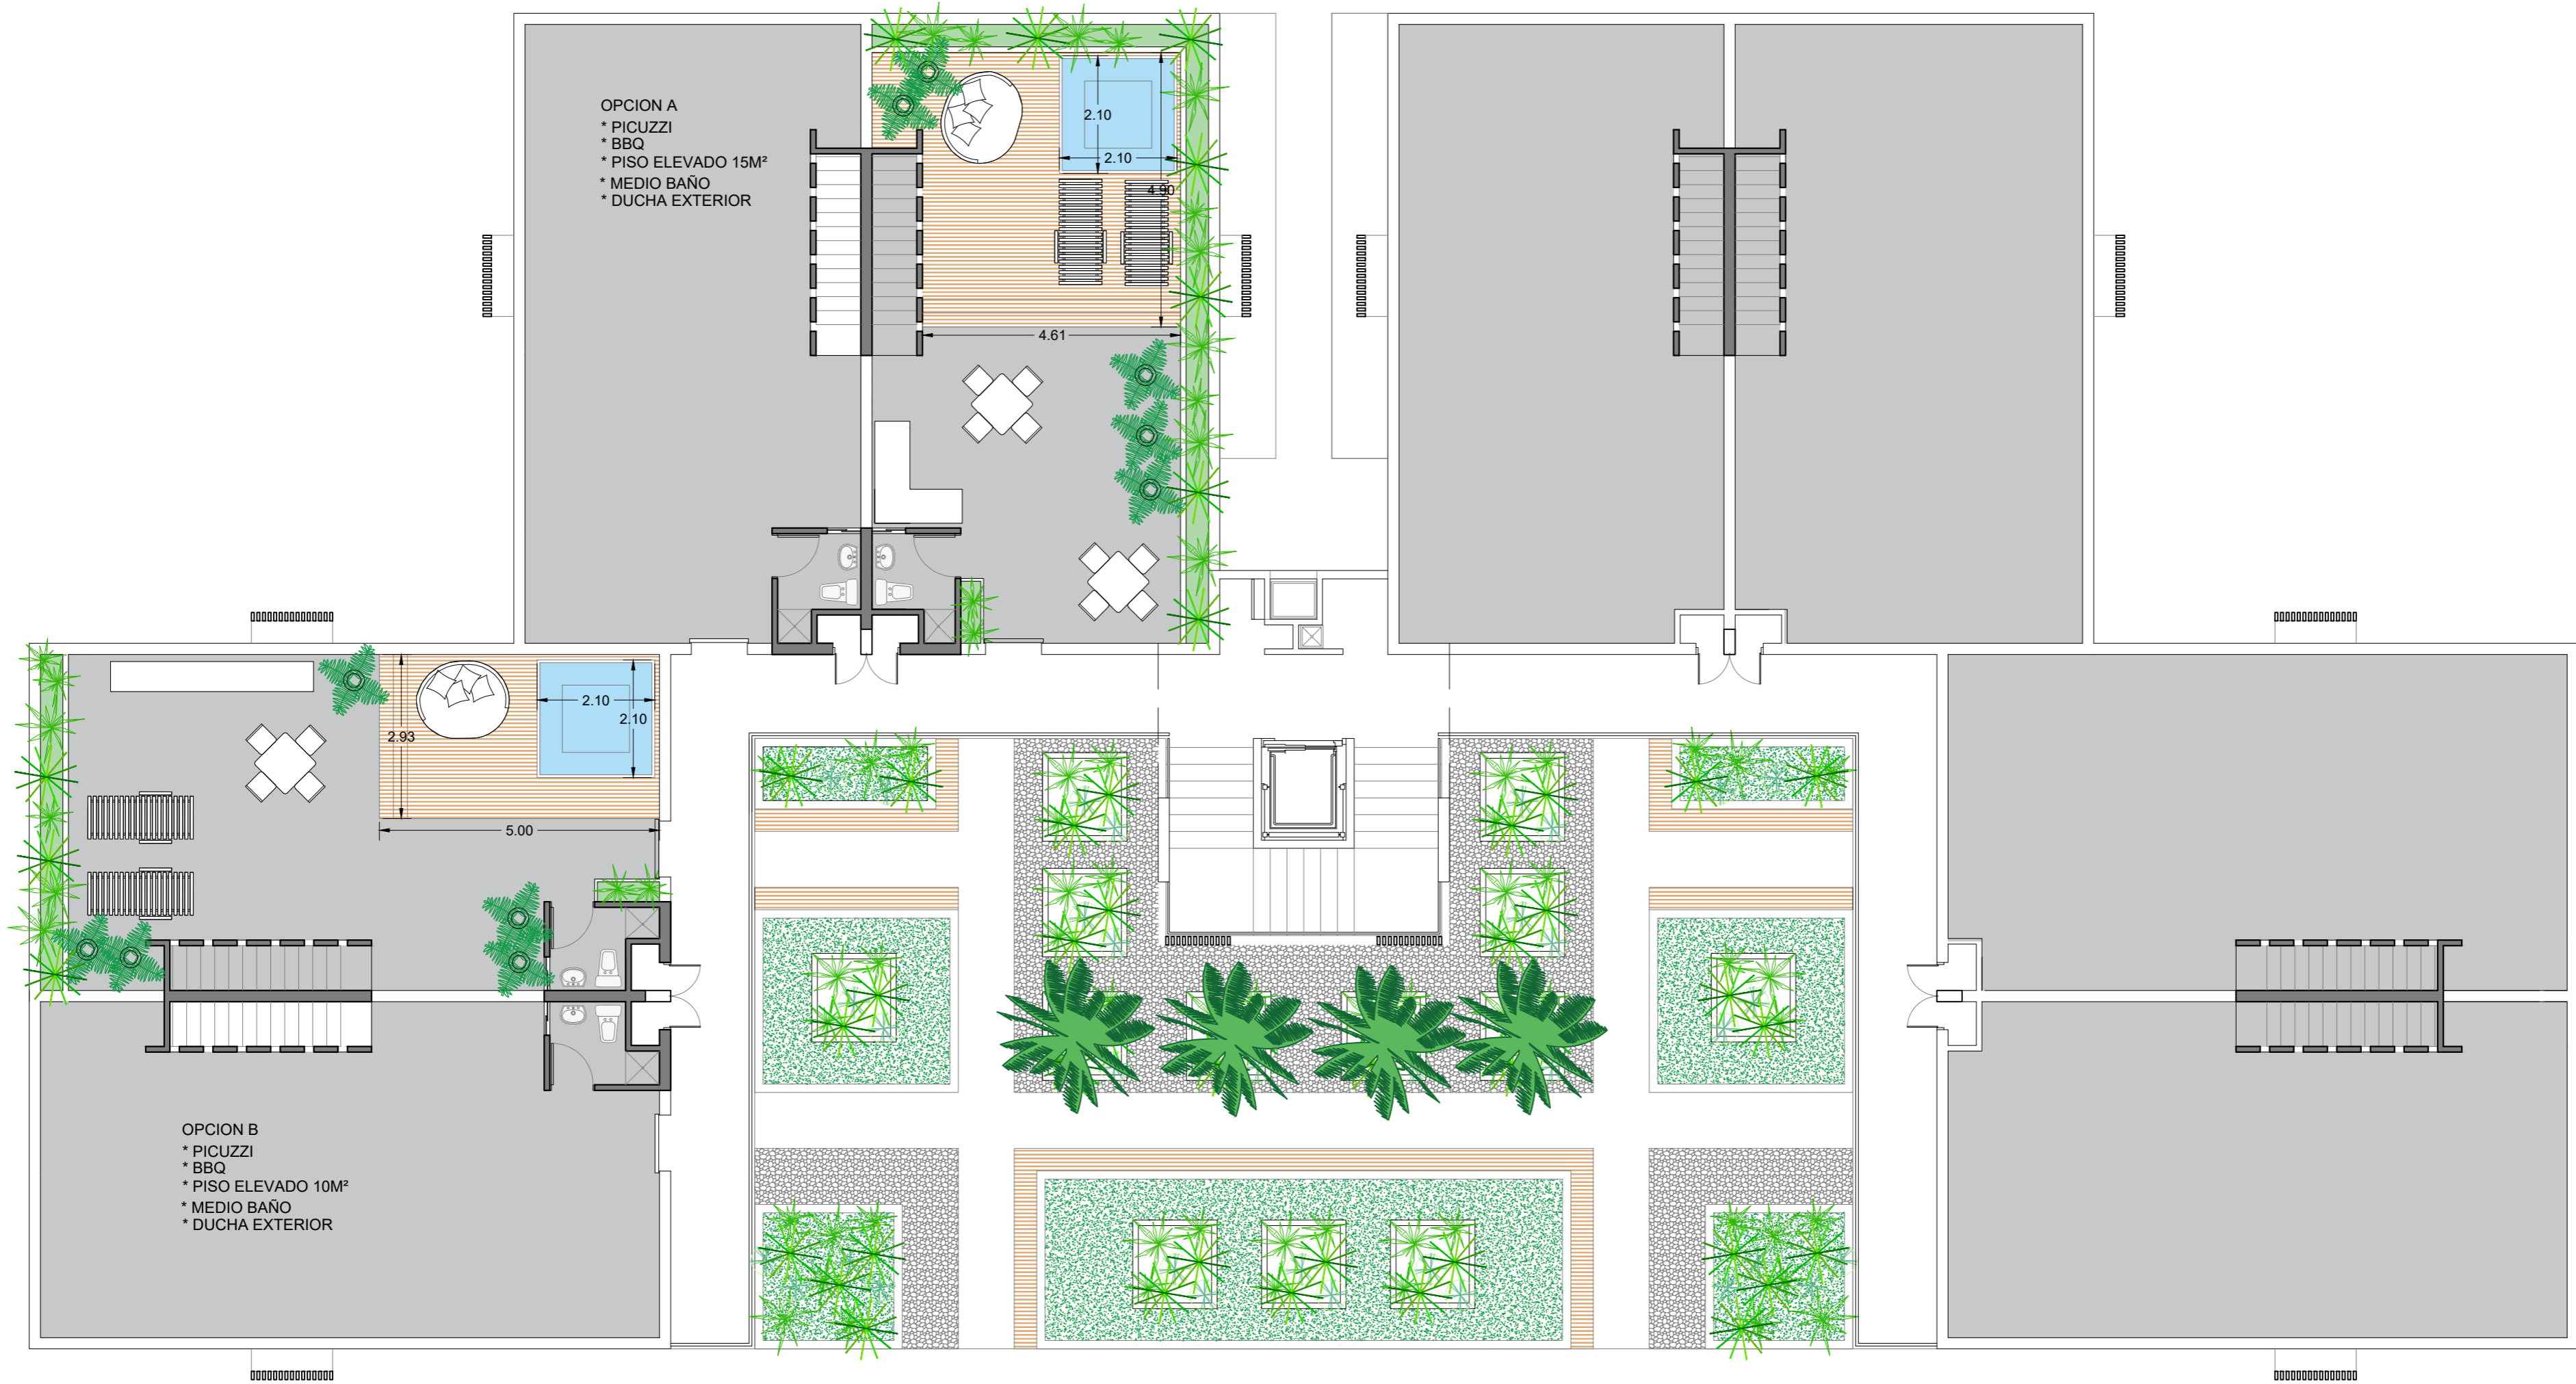 OPCION A
* PICUZZI
* BBQ
* PISO ELEVADO 15M²
* MEDIO BAÑO
* DUCHA EXTERIOR
2.10
2.10
4.90
4.61
2.10
2.10
2.93
5.00
OPCION B
* PICUZZI
* BBQ
* PISO ELEVADO 10M²
* MEDIO BAÑO
* DUCHA EXTERIOR